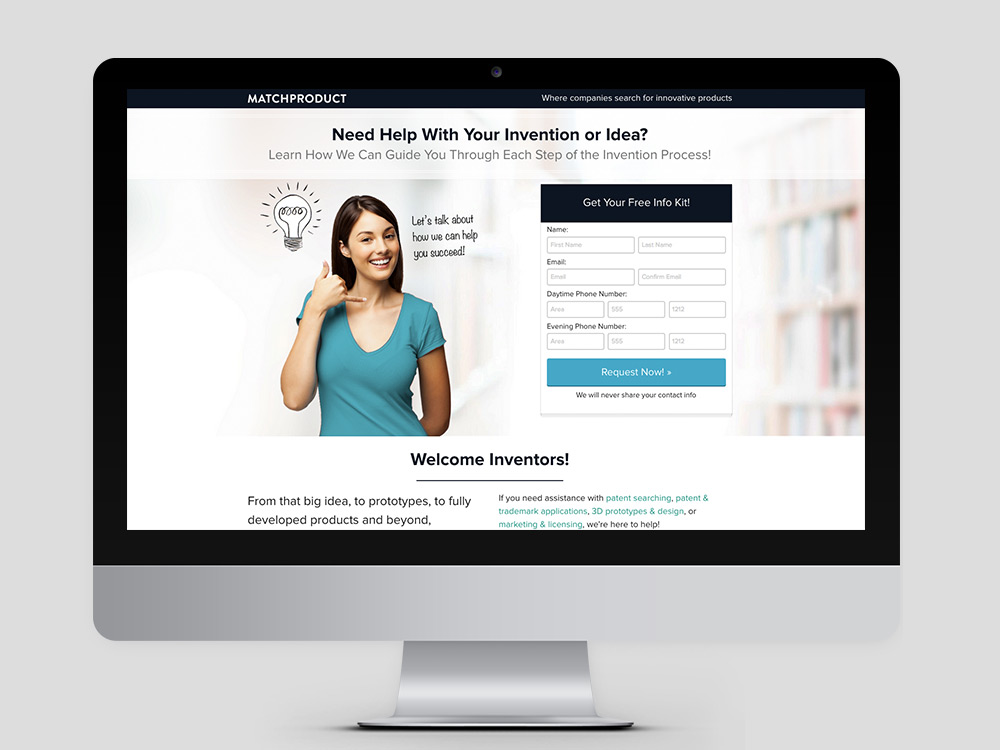 MATCHPRODUCT
Where companies search for innovative products
Need Help With Your Invention or Idea?
Learn How We Can Guide You Through Each Step of the Invention Process!
Let's talk about
how we can help
you succeed!
Get Your Free Info Kit!
Name:
First Name
Last Name
Email:
Email
Confirm Email
Daytime Phone Number:
Area
555
1212
Evening Phone Number:
Area
555
1212
Request Now! »
We will never share your contact info
Welcome Inventors!
From that big idea, to prototypes, to fully
developed products and beyond,
If you need assistance with patent searching, patent &
trademark applications, 3D prototypes & design, or
marketing & licensing, we're here to help!